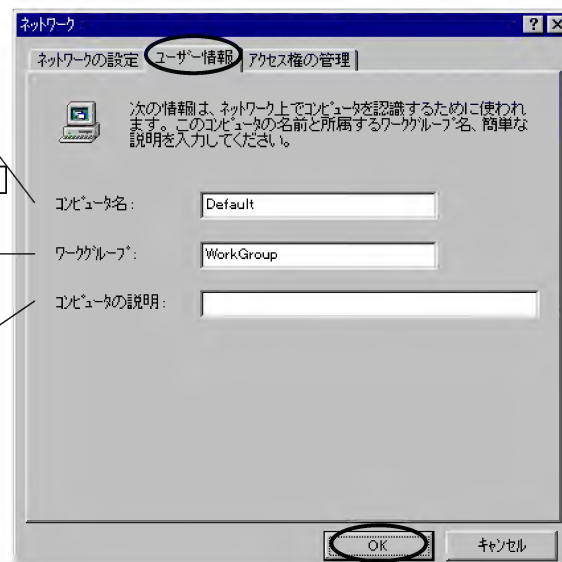 ネットワーク
ネットワークの設定 ユーザー情報 アクセス権の管理
次の情報は、ネットワーク上でコンピュータを認識するために使われ
ます。このコンピュータの名前と所属するワークグループ名、簡単な
説明を入力してください。
コンピュータ名: Default
ワークグループ: WorkGroup
コンピュータの説明:
OK キャンセル